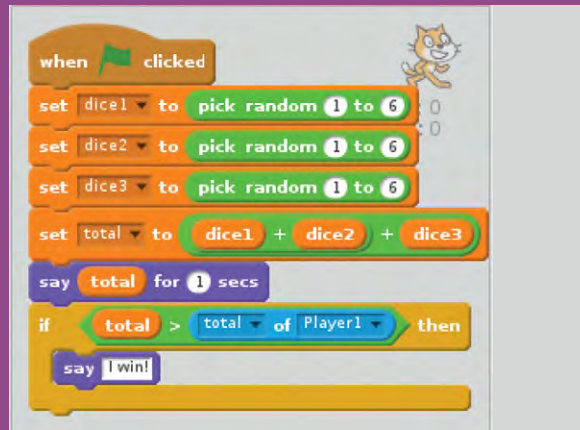 when clicked
set dice1 to pick random 1 to 6
: 0
set dice2 to pick random 1 to 6
: 0
set dice3 to pick random 1 to 6
set total to dice1 + dice2 + dice3
say total for 1 secs
if total > total of Player1 then
say I win!